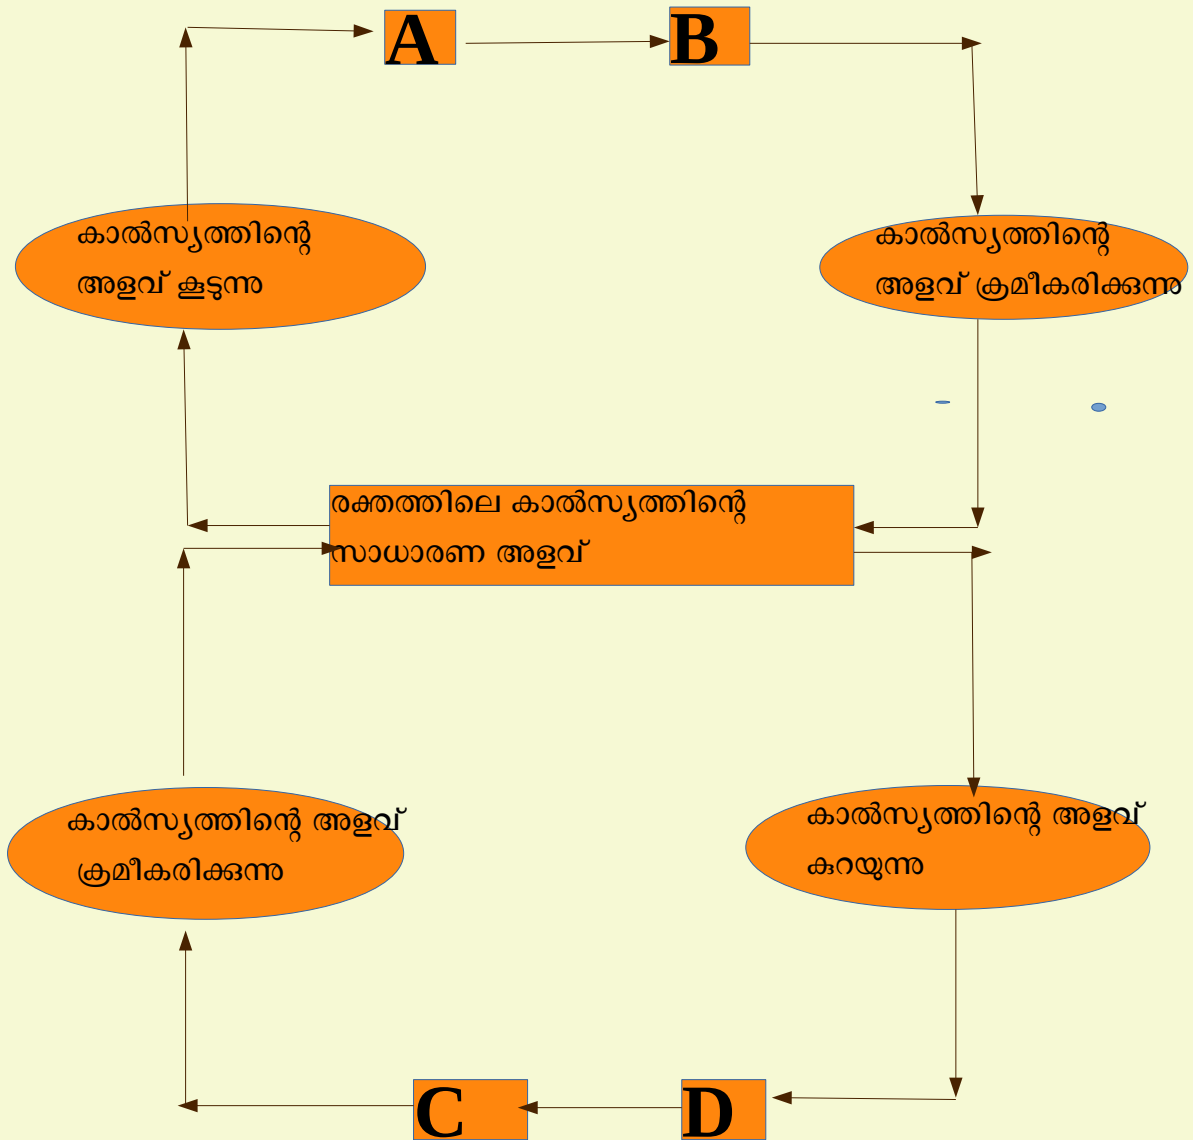 A
B
കാൽസ്യത്തിന്റെ
അളവ് കൂടുന്നു
കാൽസ്യത്തിന്റെ
അളവ് ക്രമീകരിക്കുന്നു
രക്തത്തിലെ കാൽസ്യത്തിന്റെ
സാധാരണ അളവ്
കാൽസ്യത്തിന്റെ അളവ്
ക്രമീകരിക്കുന്നു
കാൽസ്യത്തിന്റെ അളവ്
കുറയുന്നു
C
D